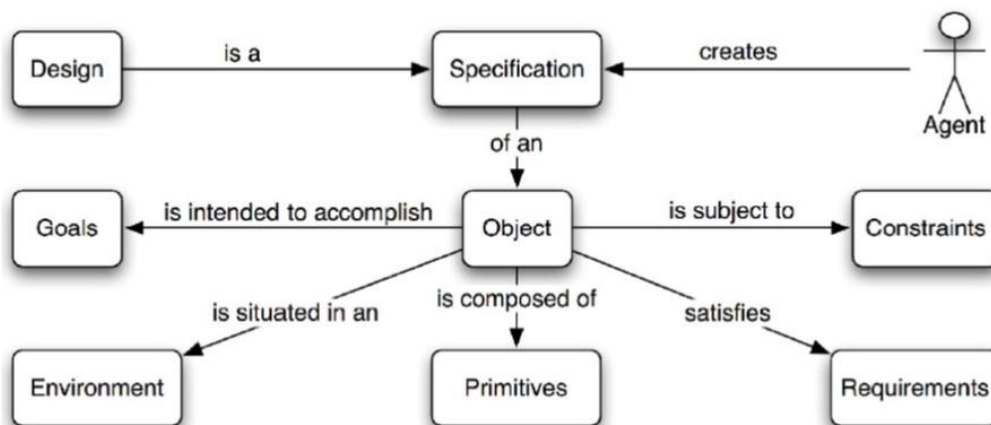 is a
creates
Design
Specification
Agent
of an
is intended to accomplish
is subject to
Goals
Object
Constraints
is situated in an
is composed of
satisfies
Environment
Primitives
Requirements